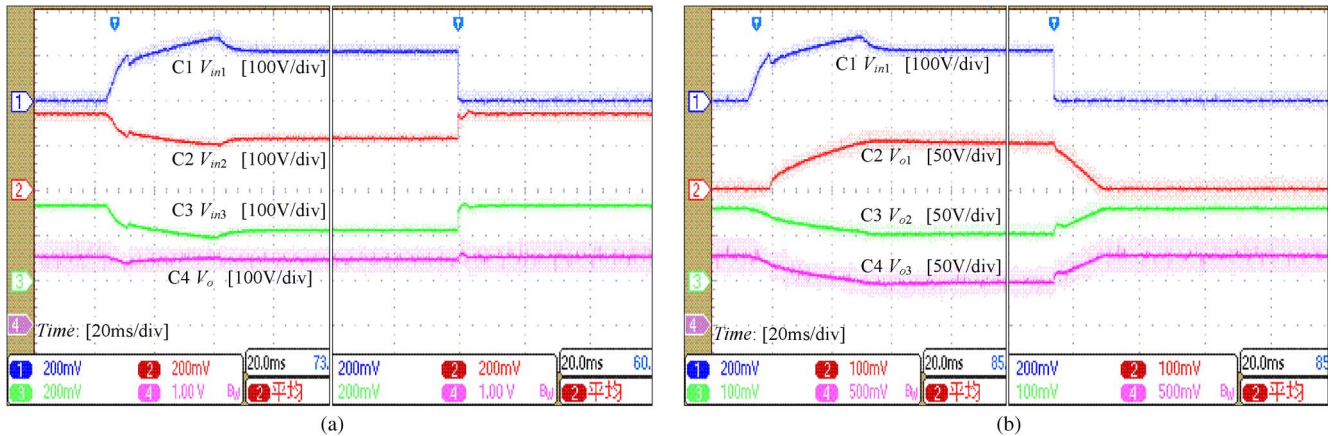 C1 Vin1 [100V/div]
1
C2 Vin2 [100V/div]
2
C3 Vin3 [100V/div]
C4 Vo [100V/div]
3
4
Time: [20ms/div]
1 200mV 2 200mV 20.0ms 73. 200mV 2 200mV 20.0ms 60.
3 200mV 4 1.00 V BW 2 平均 200mV 4 1.00 V BW 2 平均
(a)
C1 Vin1 [100V/div]
1
C2 Vo1 [50V/div]
2
C3 Vo2 [50V/div]
C4 Vo3 [50V/div]
3
4
Time: [20ms/div]
1 200mV 2 100mV 20.0ms 85. 200mV 2 100mV 20.0ms 85
3 100mV 4 500mV BW 2 平均 100mV 4 500mV BW 2 平均
(b)